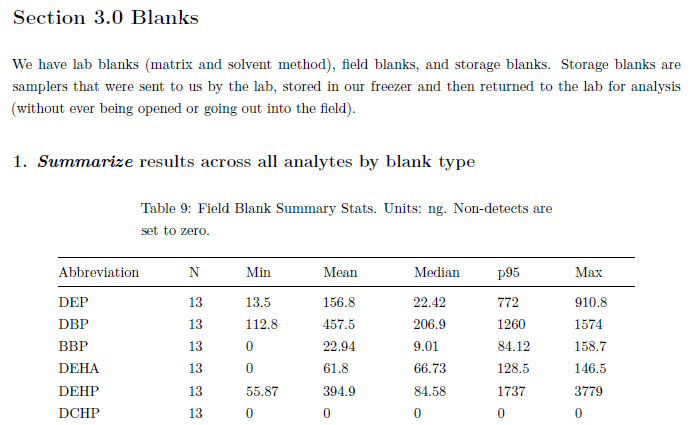 Section 3.0 Blanks
We have lab blanks (matrix and solvent method), field blanks, and storage blanks. Storage blanks are
samplers that were sent to us by the lab, stored in our freezer and then returned to the lab for analysis
(without ever being opened or going out into the field).
1. Summarize results across all analytes by blank type
Table 9: Field Blank Summary Stats. Units: ng. Non-detects are
set to zero.
Abbreviation N Min Mean Median p95 Max
DEP 13 13.5 156.8 22.42 772 910.8
DBP 13 112.8 457.5 206.9 1260 1574
BBP 13 0 22.94 9.01 84.12 158.7
DEHA 13 0 61.8 66.73 128.5 146.5
DEHP 13 55.87 394.9 84.58 1737 3779
DCHP 13 0 0 0 0 0